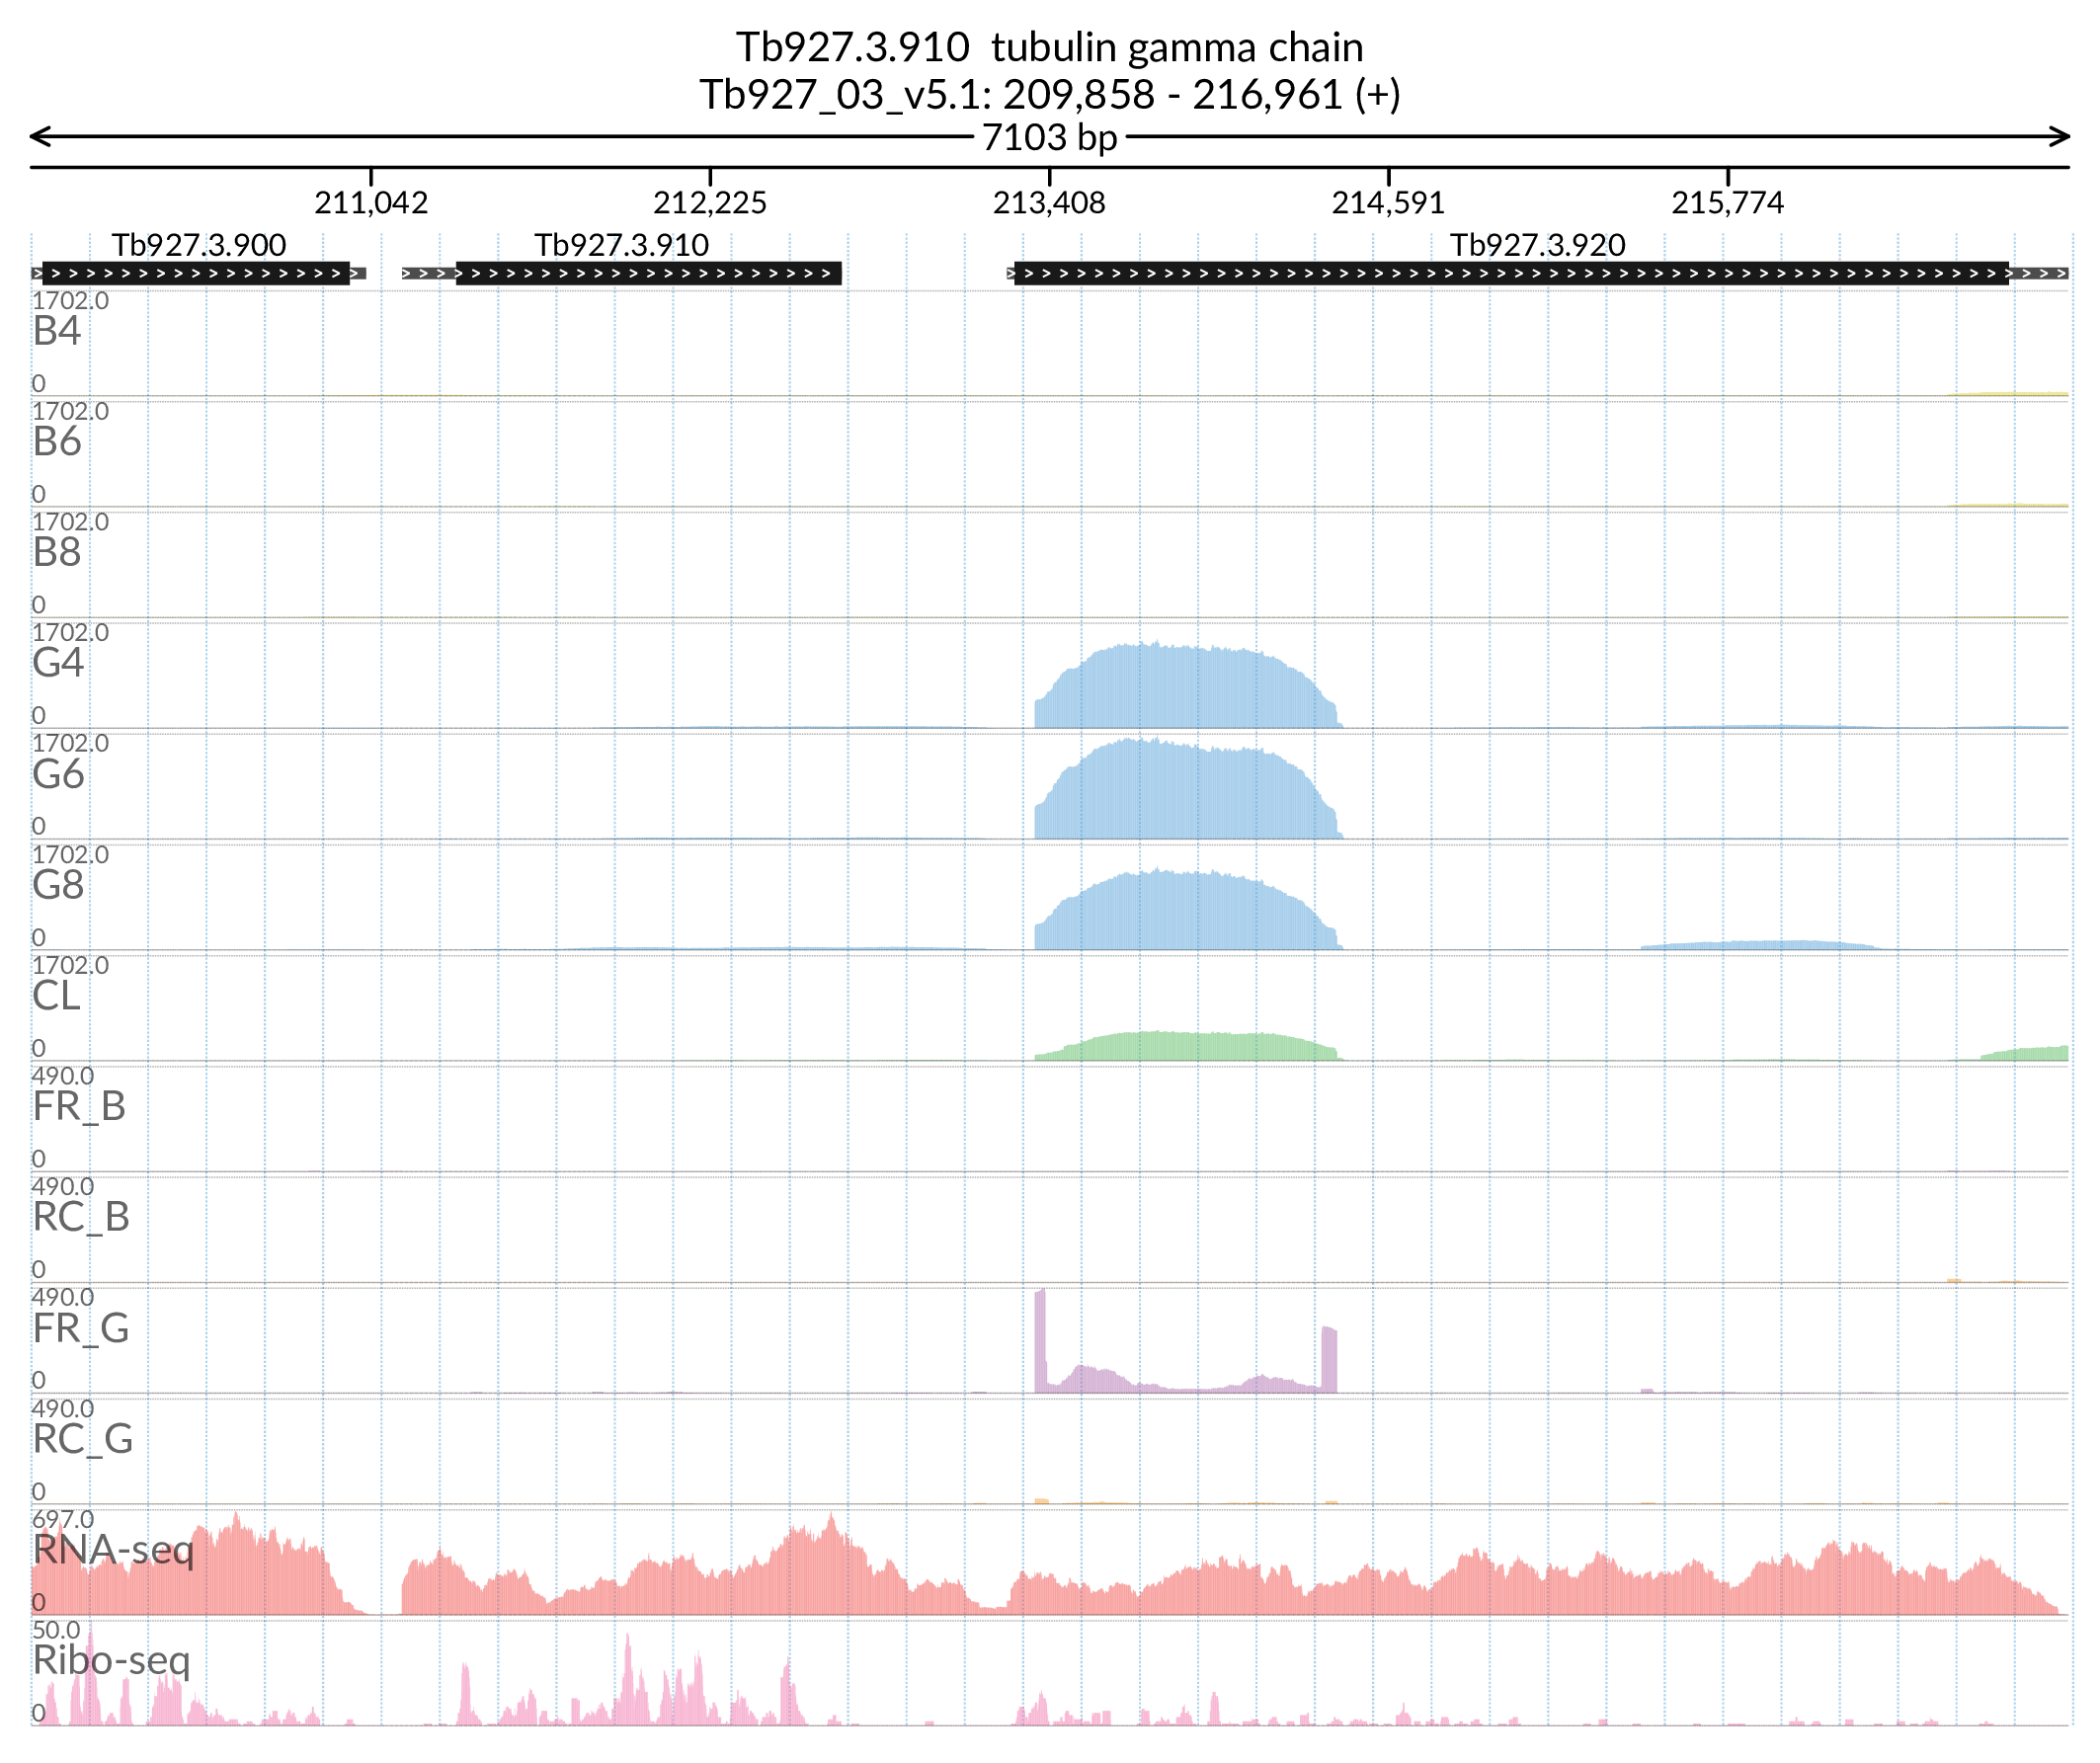 Tb927.3.910  tubulin gamma chain
Tb927_03_v5.1: 209,858 - 216,961 (+)
7103 bp
211,042 212,225 213,408 214,591 215,774
Tb927.3.900 Tb927.3.910 Tb927.3.920
1702.0
B4
0
1702.0
B6
0
1702.0
B8
0
1702.0
G4
0
1702.0
G6
0
1702.0
G8
0
1702.0
CL
0
490.0
FR_B
0
490.0
RC_B
0
490.0
FR_G
0
490.0
RC_G
0
697.0
RNA-seq
0
50.0
Ribo-seq
0